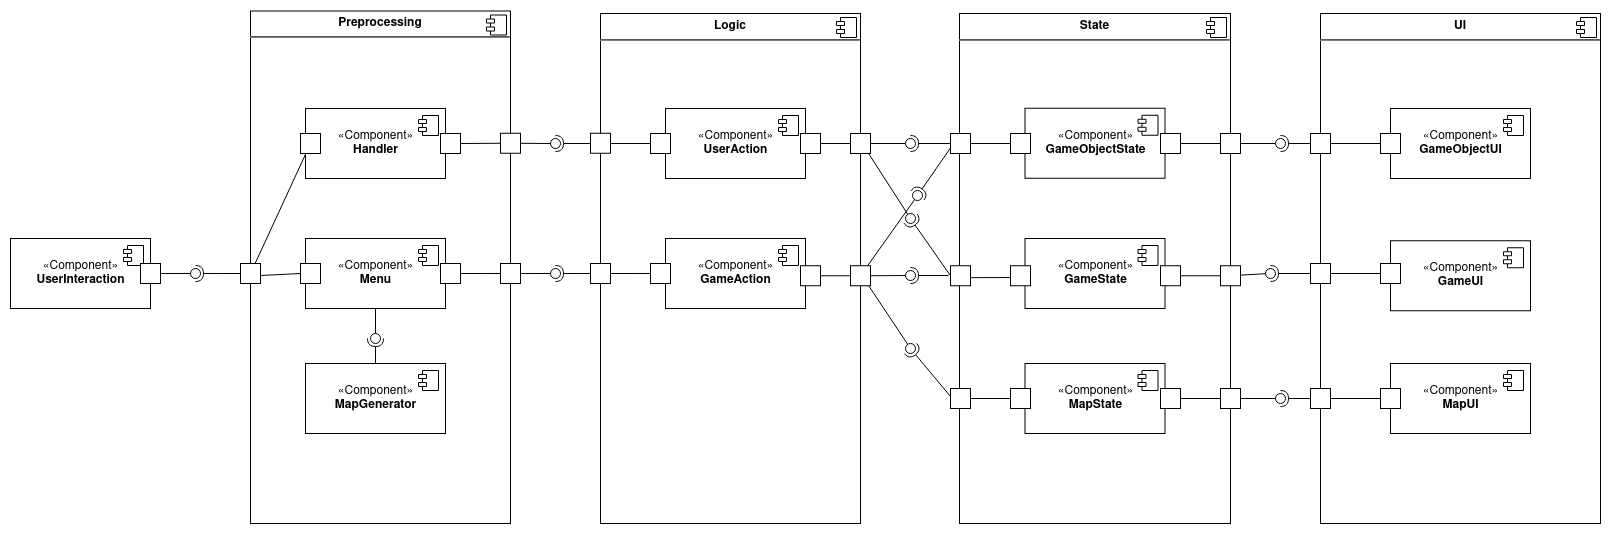 Preprocessing
Logic
State
UI
«Component»
Handler
«Component»
UserAction
«Component»
GameObjectState
«Component»
GameObjectUI
«Component»
UserInteraction
«Component»
Menu
«Component»
GameAction
«Component»
GameState
«Component»
GameUI
«Component»
MapGenerator
«Component»
MapState
«Component»
MapUI